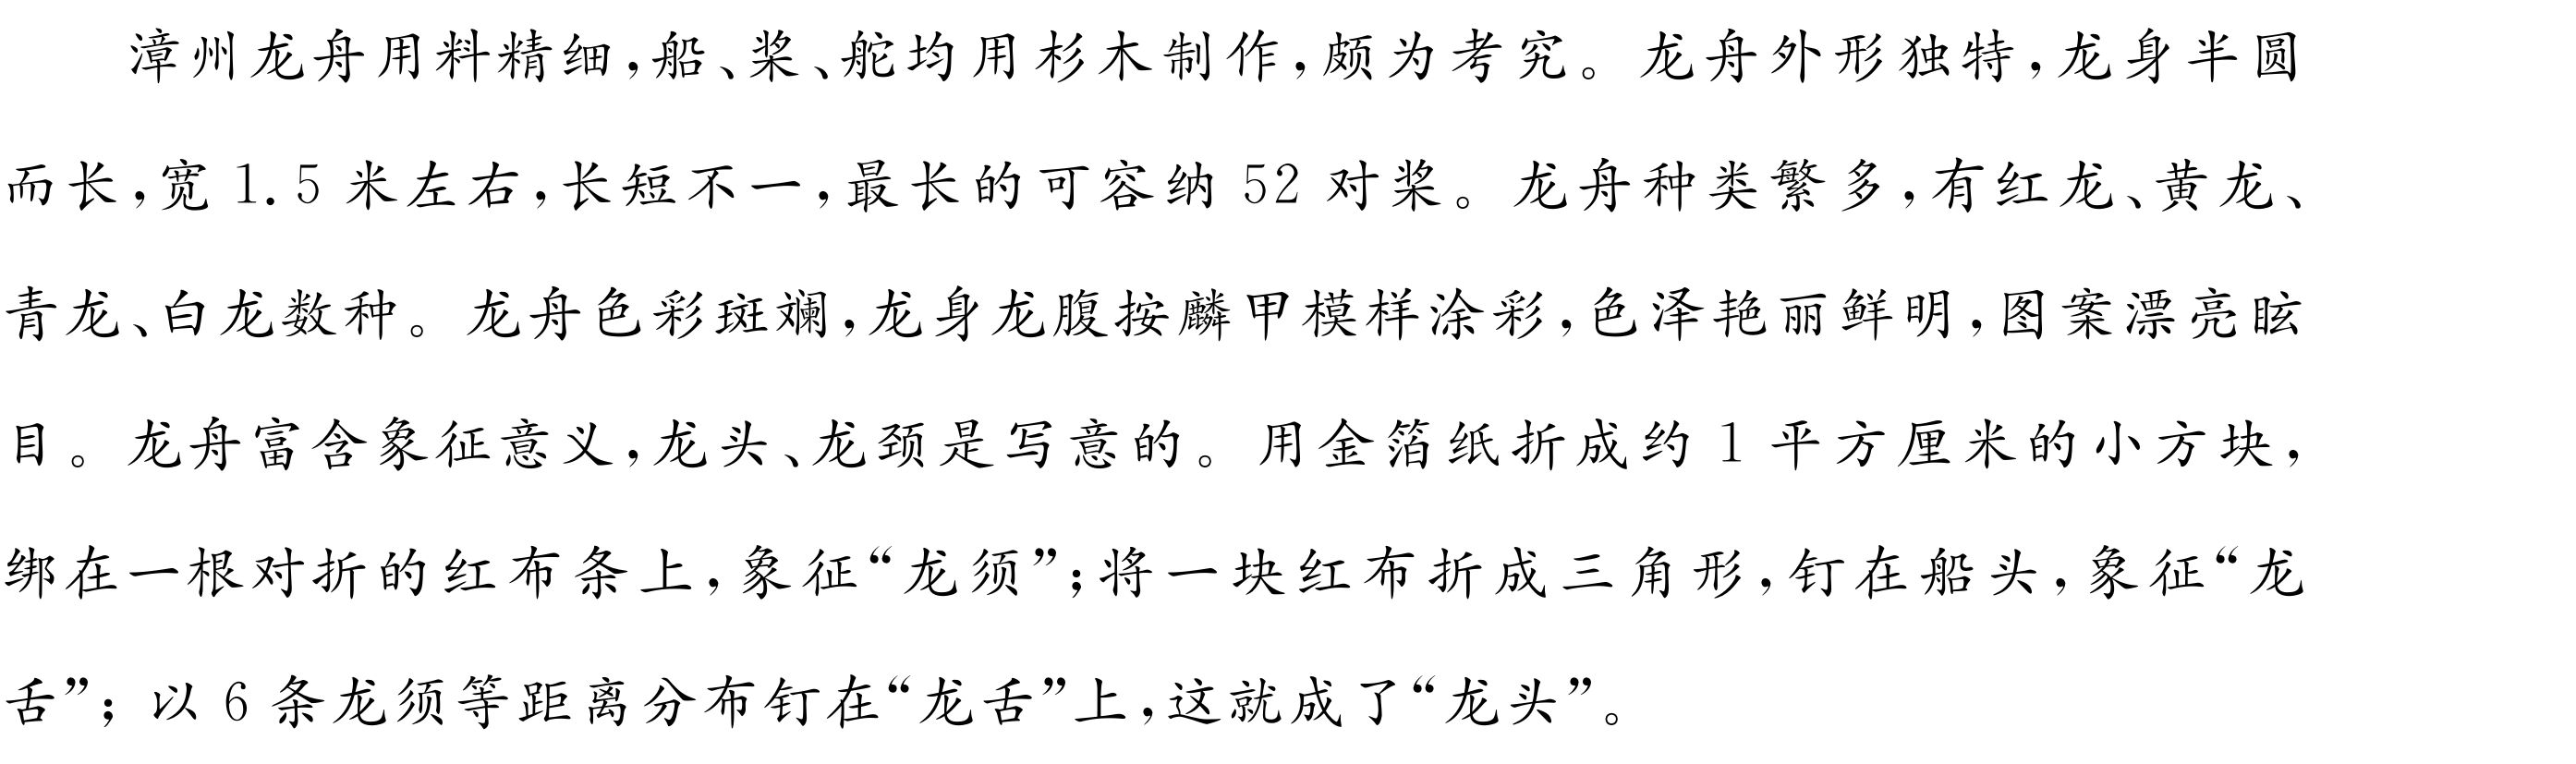 漳州龙舟用料精细,船、桨、舵均用杉木制作,颇为考究。龙舟外形独特,龙身半圆
而长,宽 1.5 米左右,长短不一,最长的可容纳 52 对桨。龙舟种类繁多,有红龙、黄龙、
青龙、白龙数种。龙舟色彩斑斓,龙身龙腹按麟甲模样涂彩,色泽艳丽鲜明,图案漂亮眩
目。龙舟富含象征意义,龙头、龙颈是写意的。用金箔纸折成约 1 平方厘米的小方块,
绑在一根对折的红布条上,象征“龙须”;将一块红布折成三角形,钉在船头,象征“龙
舌”; 以 6 条龙须等距离分布钉在“龙舌”上,这就成了“龙头”。